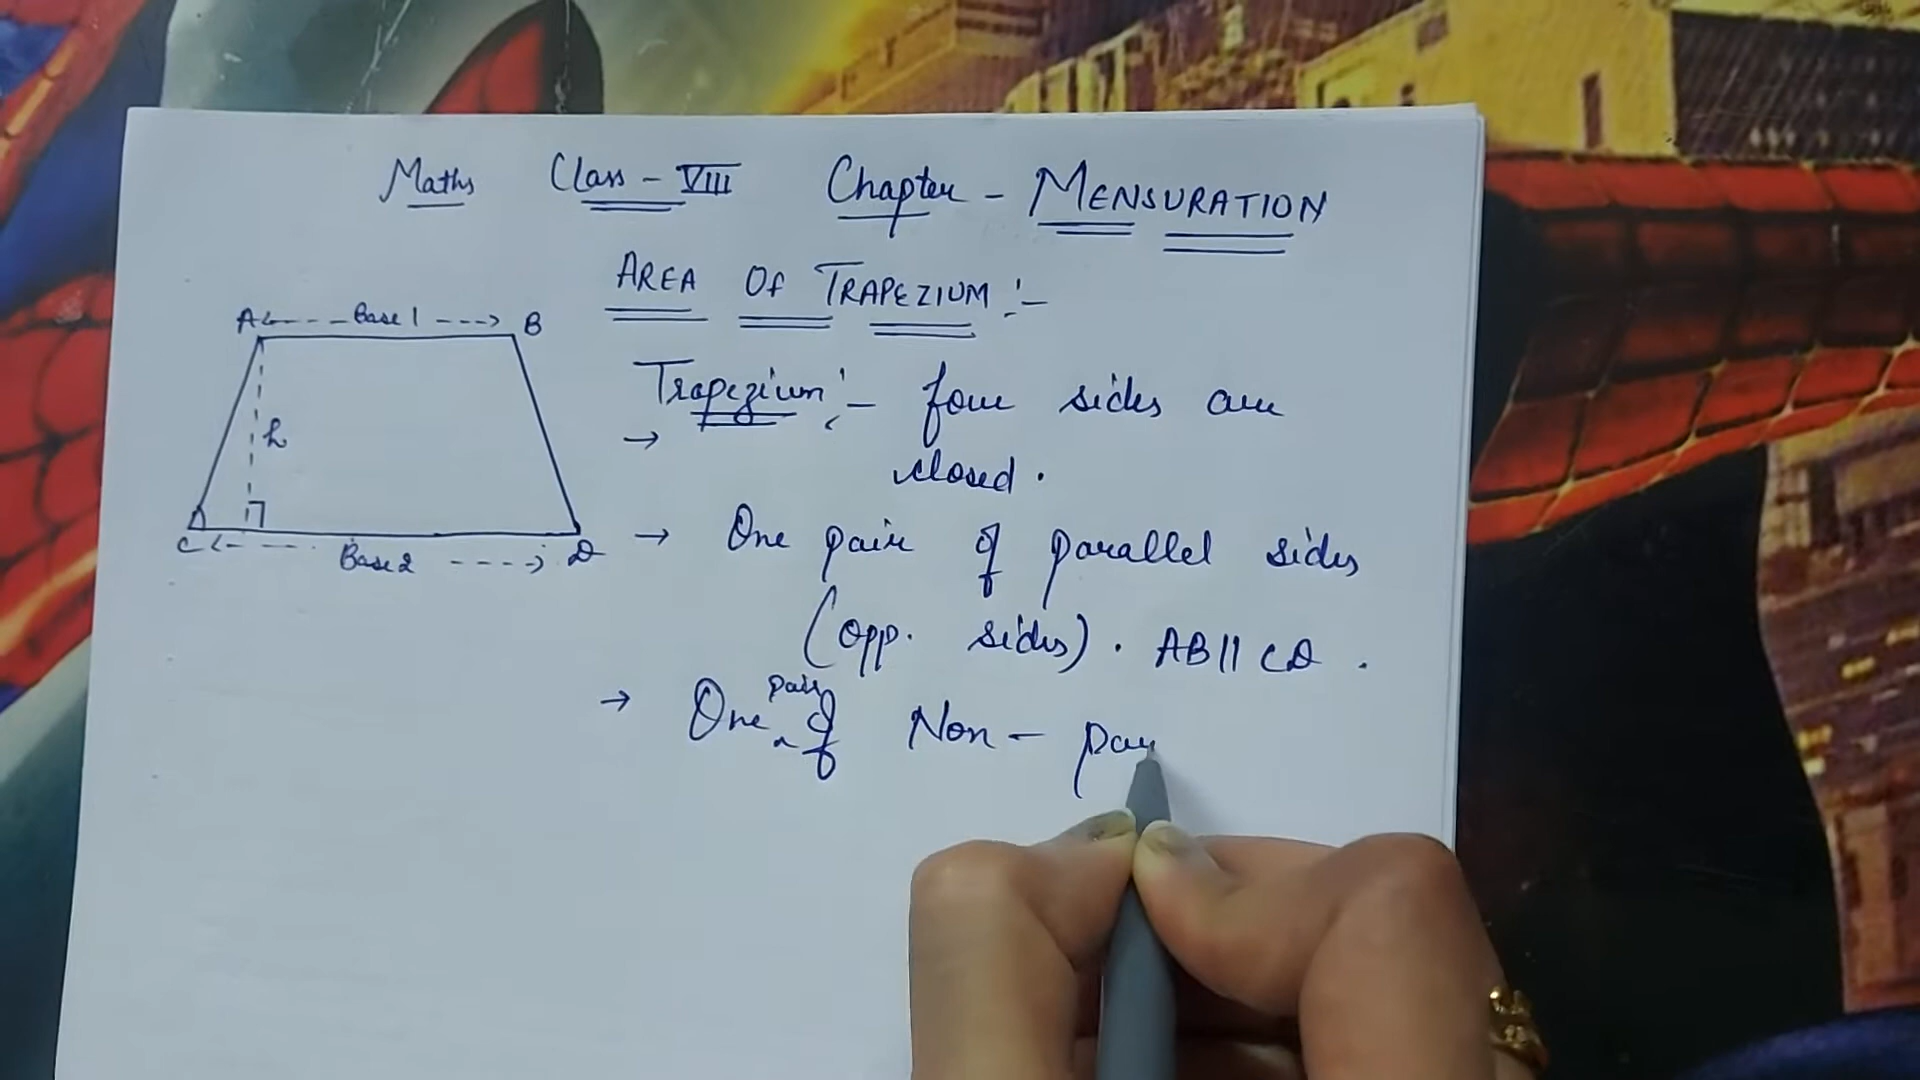 Maths Class - VIII Chapter - MENSURATION
AREA Of TRAPEZIUM :-
A <--- Base 1 ---> B
h
C <--- Base 2 ----> D
Trapezium :- four sides are
→ closed.
→ One pair of parallel sides
(opp. sides). AB || CD.
→ One pair of Non - par